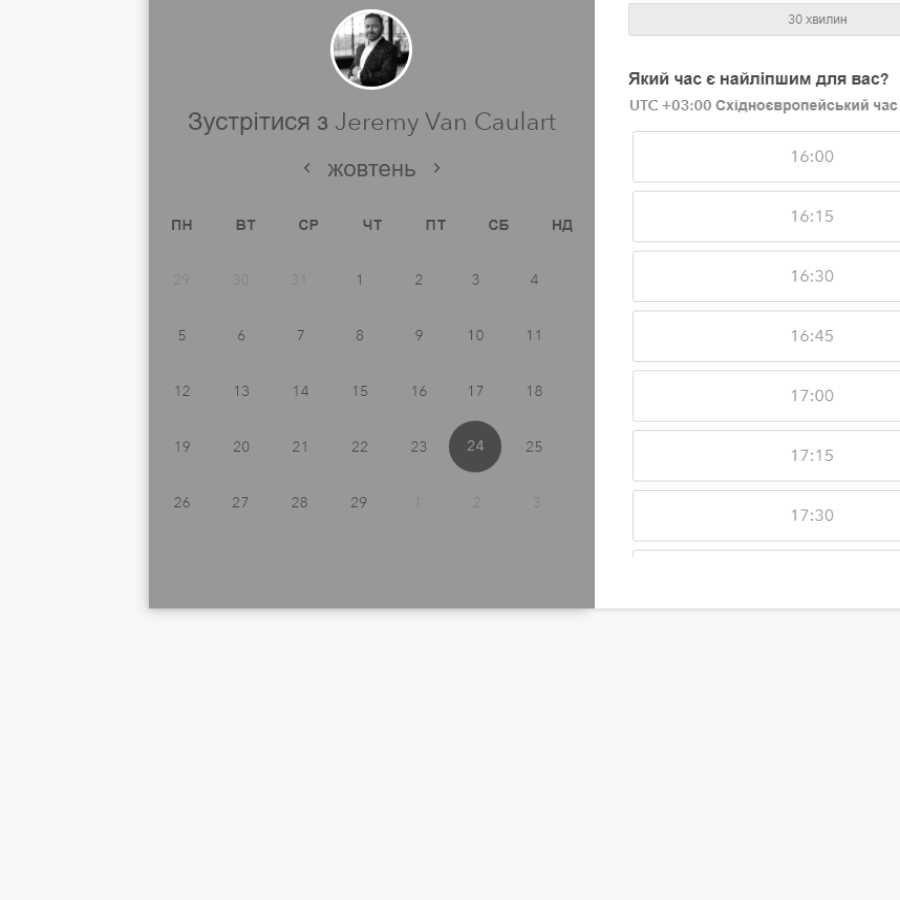 Зустрітися з Jeremy Van Caulart
‹ жовтень ›
ПН ВТ СР ЧТ ПТ СБ НД
29 30 31 1 2 3 4
5 6 7 8 9 10 11
12 13 14 15 16 17 18
19 20 21 22 23 24 25
26 27 28 29 1 2 3
30 хвилин
Який час є найліпшим для вас?
UTC +03:00 Східноєвропейський час
16:00
16:15
16:30
16:45
17:00
17:15
17:30